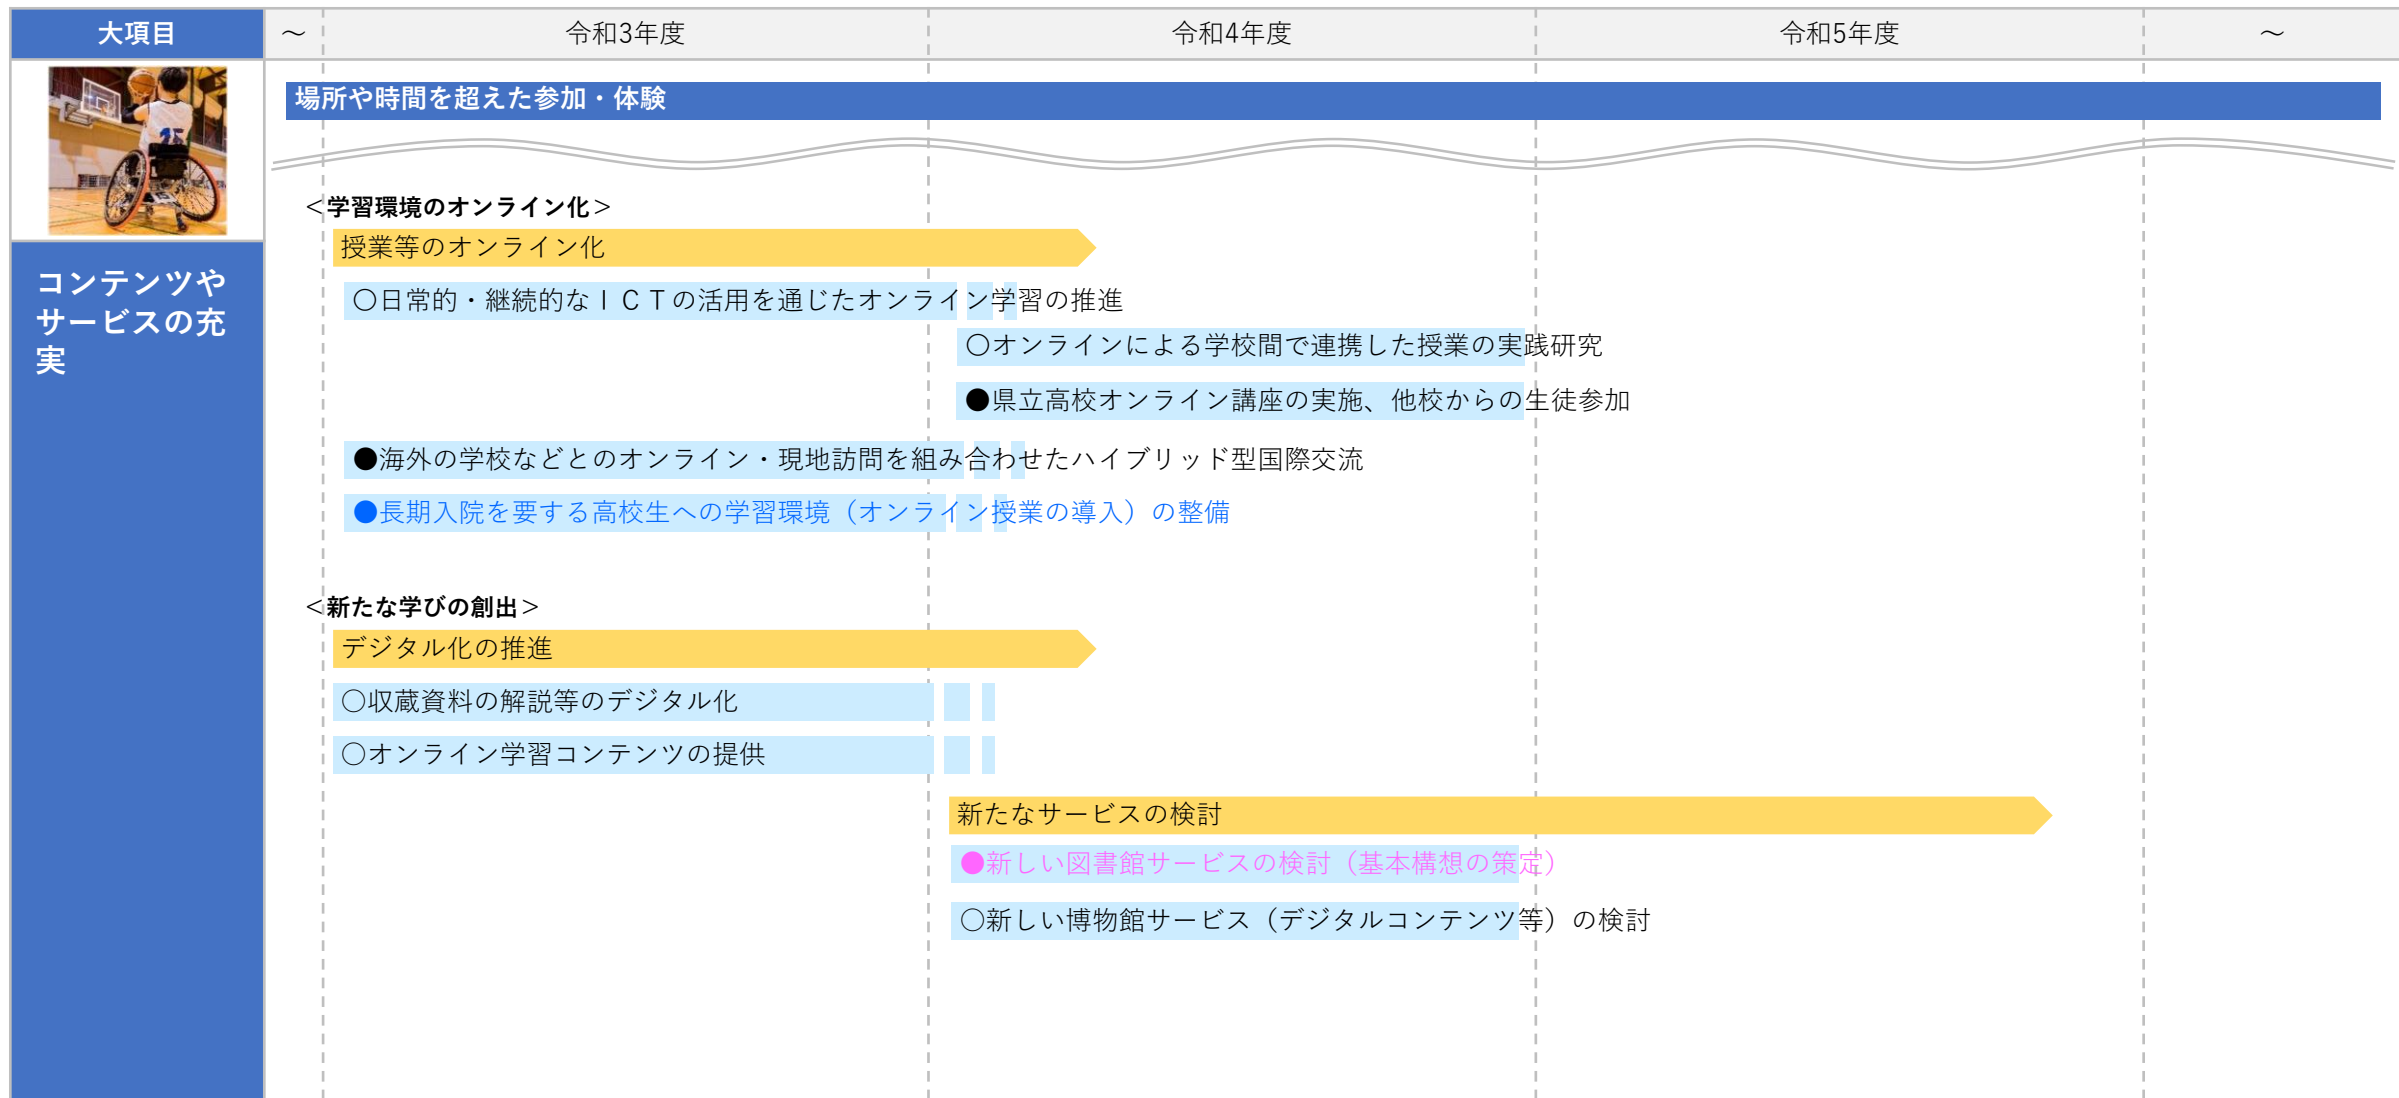 大項目
～
令和3年度
令和4年度
令和5年度
～
場所や時間を超えた参加・体験
コンテンツや
サービスの充
実
＜学習環境のオンライン化＞
授業等のオンライン化
○日常的・継続的なＩＣＴの活用を通じたオンライン学習の推進
○オンラインによる学校間で連携した授業の実践研究
●県立高校オンライン講座の実施、他校からの生徒参加
●海外の学校などとのオンライン・現地訪問を組み合わせたハイブリッド型国際交流
●長期入院を要する高校生への学習環境（オンライン授業の導入）の整備
＜新たな学びの創出＞
デジタル化の推進
○収蔵資料の解説等のデジタル化
○オンライン学習コンテンツの提供
新たなサービスの検討
●新しい図書館サービスの検討（基本構想の策定）
○新しい博物館サービス（デジタルコンテンツ等）の検討